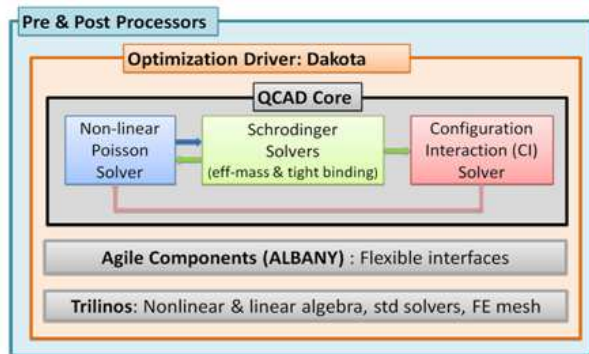 Pre & Post Processors
Optimization Driver: Dakota
QCAD Core
Non-linear
Poisson
Solver
Schrodinger
Solvers
(eff-mass & tight binding)
Configuration
Interaction (CI)
Solver
Agile Components (ALBANY) : Flexible interfaces
Trilinos: Nonlinear & linear algebra, std solvers, FE mesh